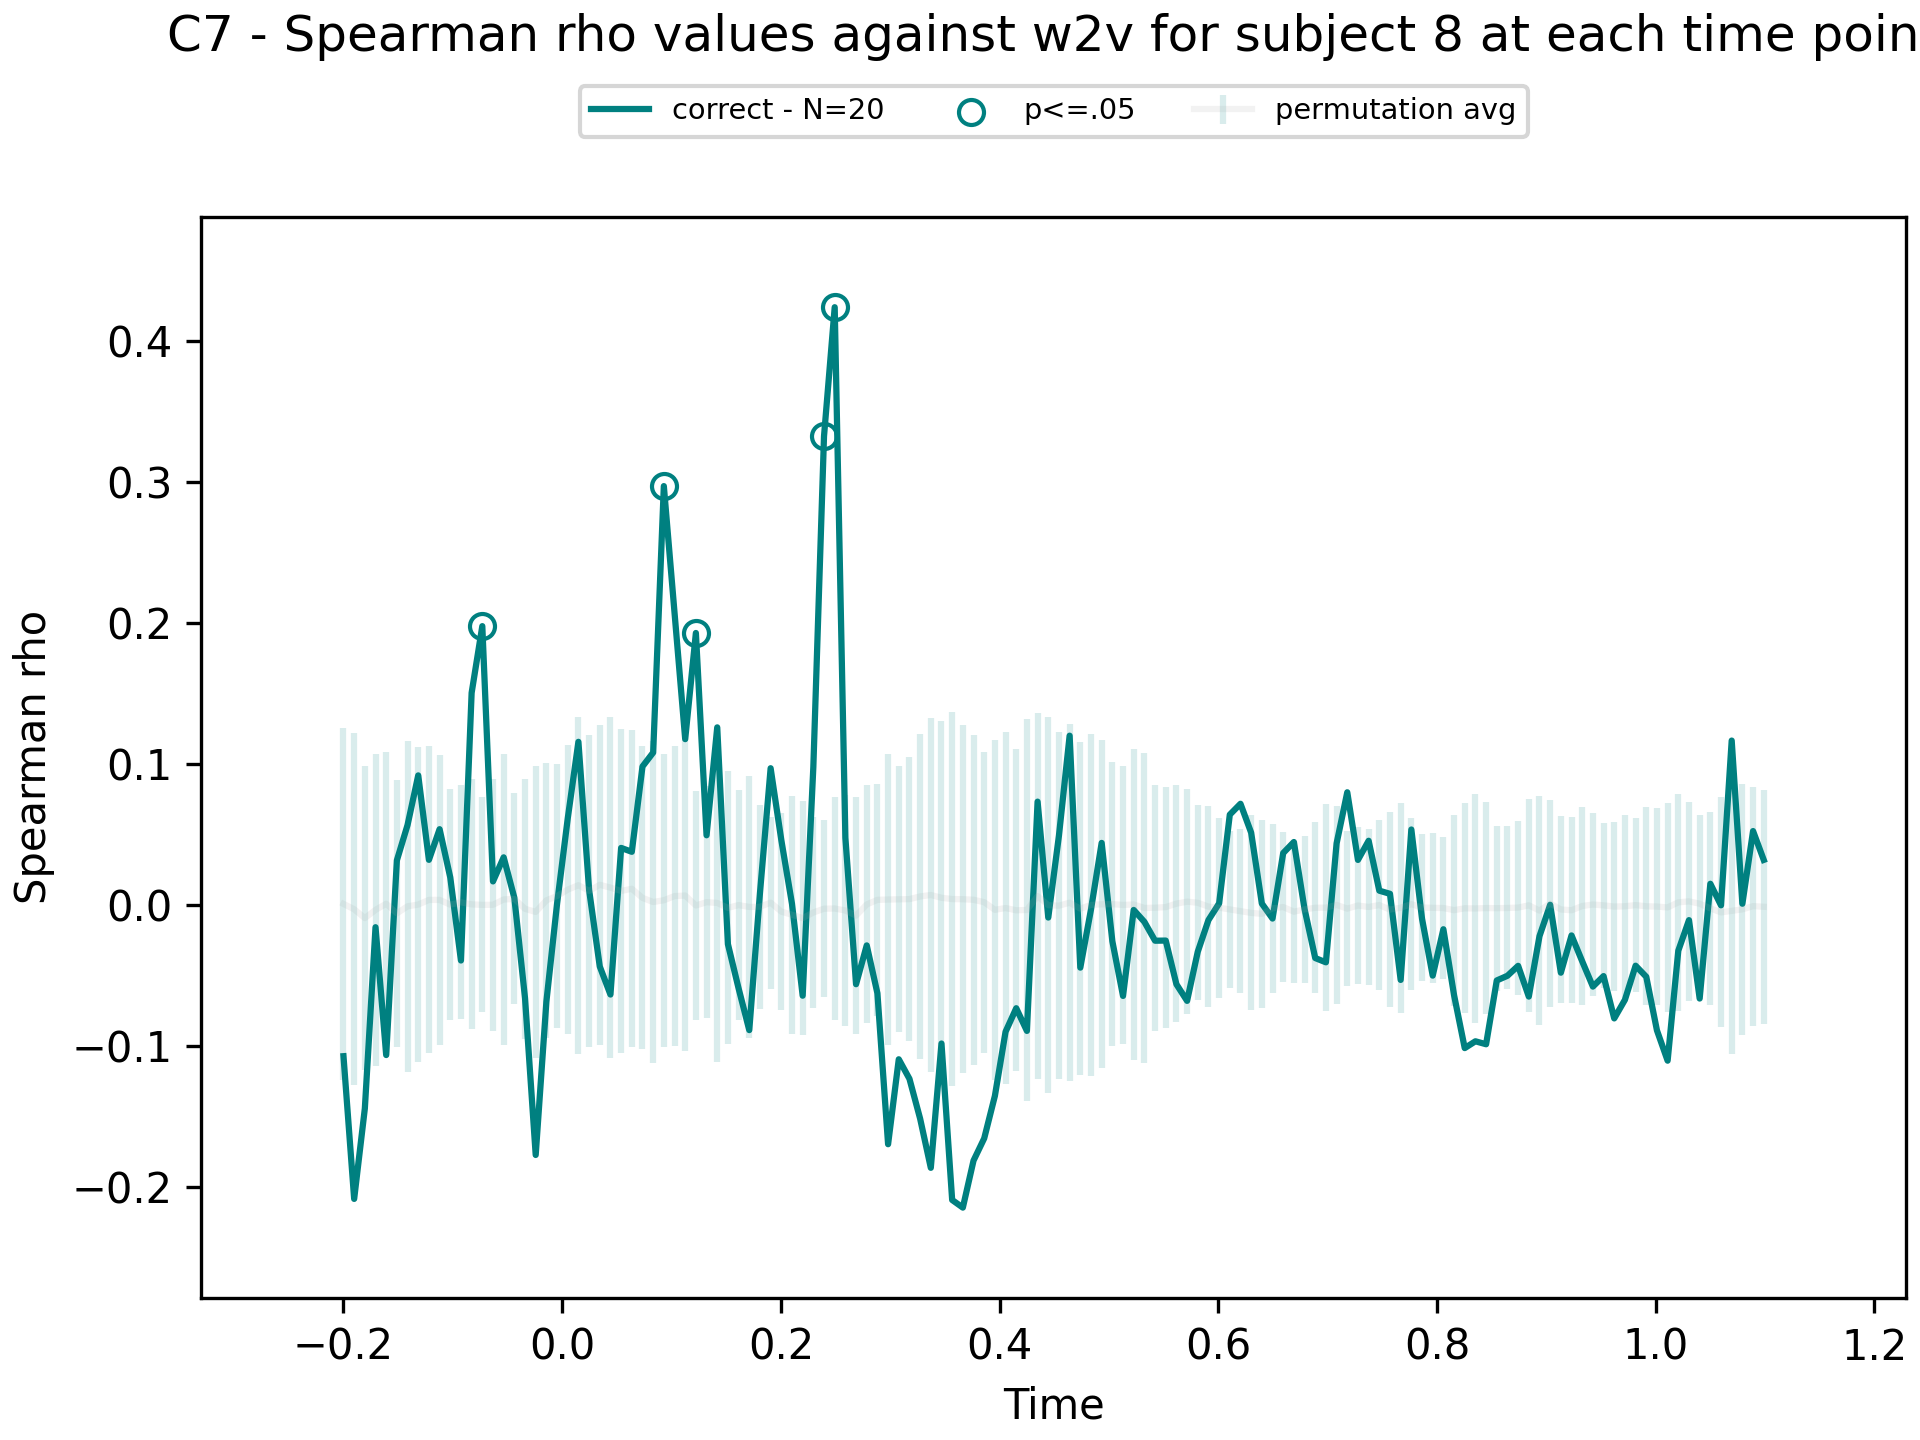 C7 - Spearman rho values against w2v for subject 8 at each time poin
correct - N=20 p<=.05 permutation avg
Spearman rho
0.4
0.3
0.2
0.1
0.0
−0.1
−0.2
−0.2 0.0 0.2 0.4 0.6 0.8 1.0 1.2
Time